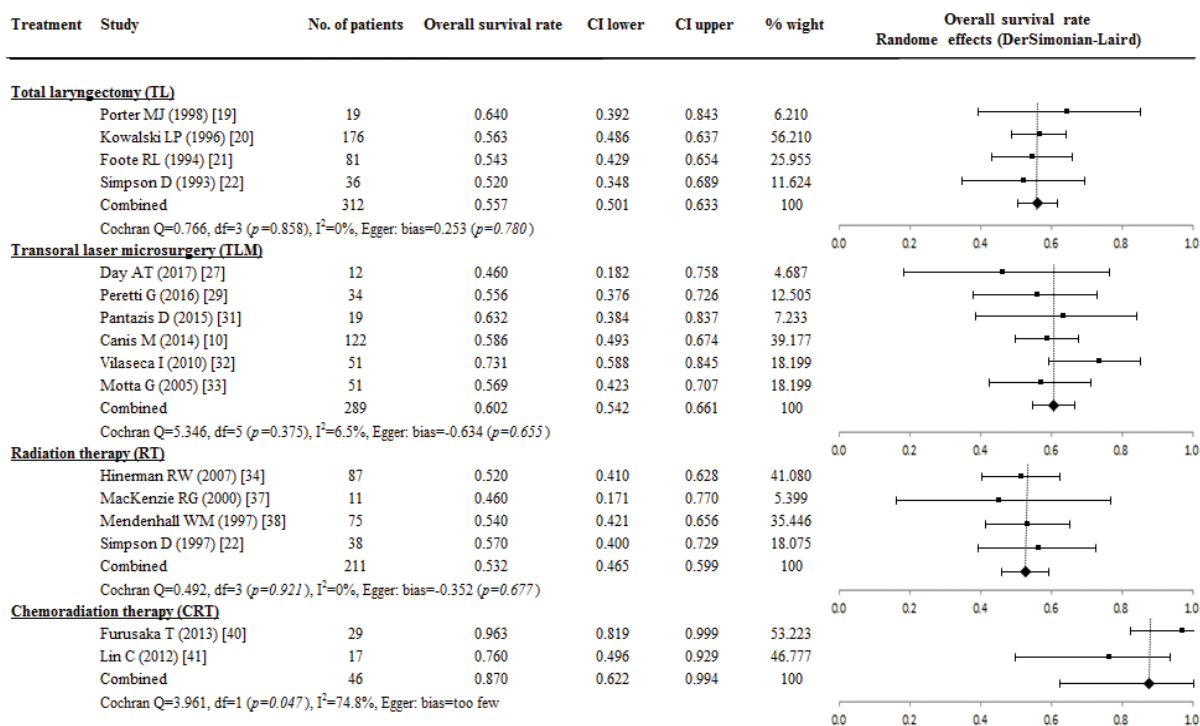 Treatment Study No. of patients Overall survival rate CI lower CI upper % wight Overall survival rate
Randome effects (DerSimonian-Laird)
Total laryngectomy (TL)
Porter MJ (1998) [19] 19 0.640 0.392 0.843 6.210
Kowalski LP (1996) [20] 176 0.563 0.486 0.637 56.210
Foote RL (1994) [21] 81 0.543 0.429 0.654 25.955
Simpson D (1993) [22] 36 0.520 0.348 0.689 11.624
Combined 312 0.557 0.501 0.633 100
Cochran Q=0.766, df=3 (p=0.858), I²=0%, Egger: bias=0.253 (p=0.780)
0.0 0.2 0.4 0.6 0.8 1.0
Transoral laser microsurgery (TLM)
Day AT (2017) [27] 12 0.460 0.182 0.758 4.687
Peretti G (2016) [29] 34 0.556 0.376 0.726 12.505
Pantazis D (2015) [31] 19 0.632 0.384 0.837 7.233
Canis M (2014) [10] 122 0.586 0.493 0.674 39.177
Vilaseca I (2010) [32] 51 0.731 0.588 0.845 18.199
Motta G (2005) [33] 51 0.569 0.423 0.707 18.199
Combined 289 0.602 0.542 0.661 100
Cochran Q=5.346, df=5 (p=0.375), I²=6.5%, Egger: bias=-0.634 (p=0.655)
0.0 0.2 0.4 0.6 0.8 1.0
Radiation therapy (RT)
Hinerman RW (2007) [34] 87 0.520 0.410 0.628 41.080
MacKenzie RG (2000) [37] 11 0.460 0.171 0.770 5.399
Mendenhall WM (1997) [38] 75 0.540 0.421 0.656 35.446
Simpson D (1997) [22] 38 0.570 0.400 0.729 18.075
Combined 211 0.532 0.465 0.599 100
Cochran Q=0.492, df=3 (p=0.921), I²=0%, Egger: bias=-0.352 (p=0.677)
0.0 0.2 0.4 0.6 0.8 1.0
Chemoradiation therapy (CRT)
Furusaka T (2013) [40] 29 0.963 0.819 0.999 53.223
Lin C (2012) [41] 17 0.760 0.496 0.929 46.777
Combined 46 0.870 0.622 0.994 100
Cochran Q=3.961, df=1 (p=0.047), I²=74.8%, Egger: bias=too few
0.0 0.2 0.4 0.6 0.8 1.0